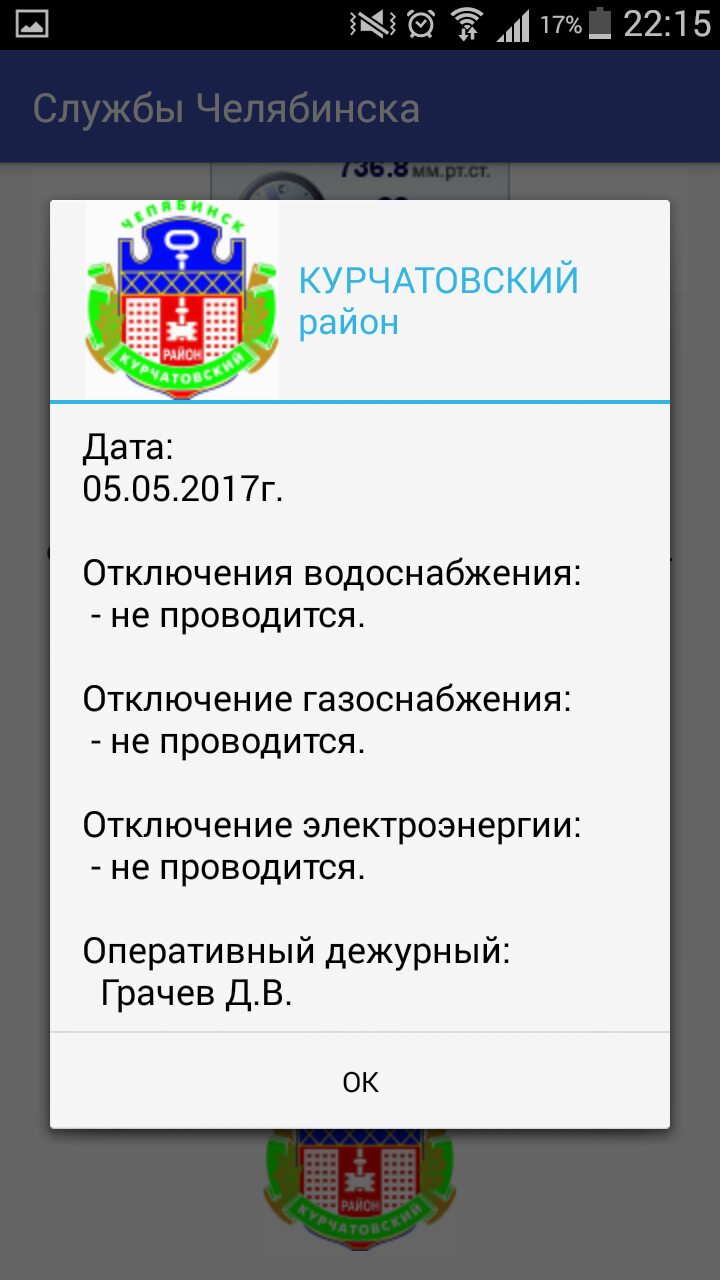 17% 22:15
Службы Челябинска
736.8 мм.рт.ст.
ЧЕЛЯБИНСК
РАЙОН
КУРЧАТОВСКИЙ
КУРЧАТОВСКИЙ
район
Дата:
05.05.2017г.
Отключения водоснабжения:
- не проводится.
Отключение газоснабжения:
- не проводится.
Отключение электроэнергии:
- не проводится.
Оперативный дежурный:
Грачев Д.В.
ОК
РАЙОН
КУРЧАТОВСКИЙ